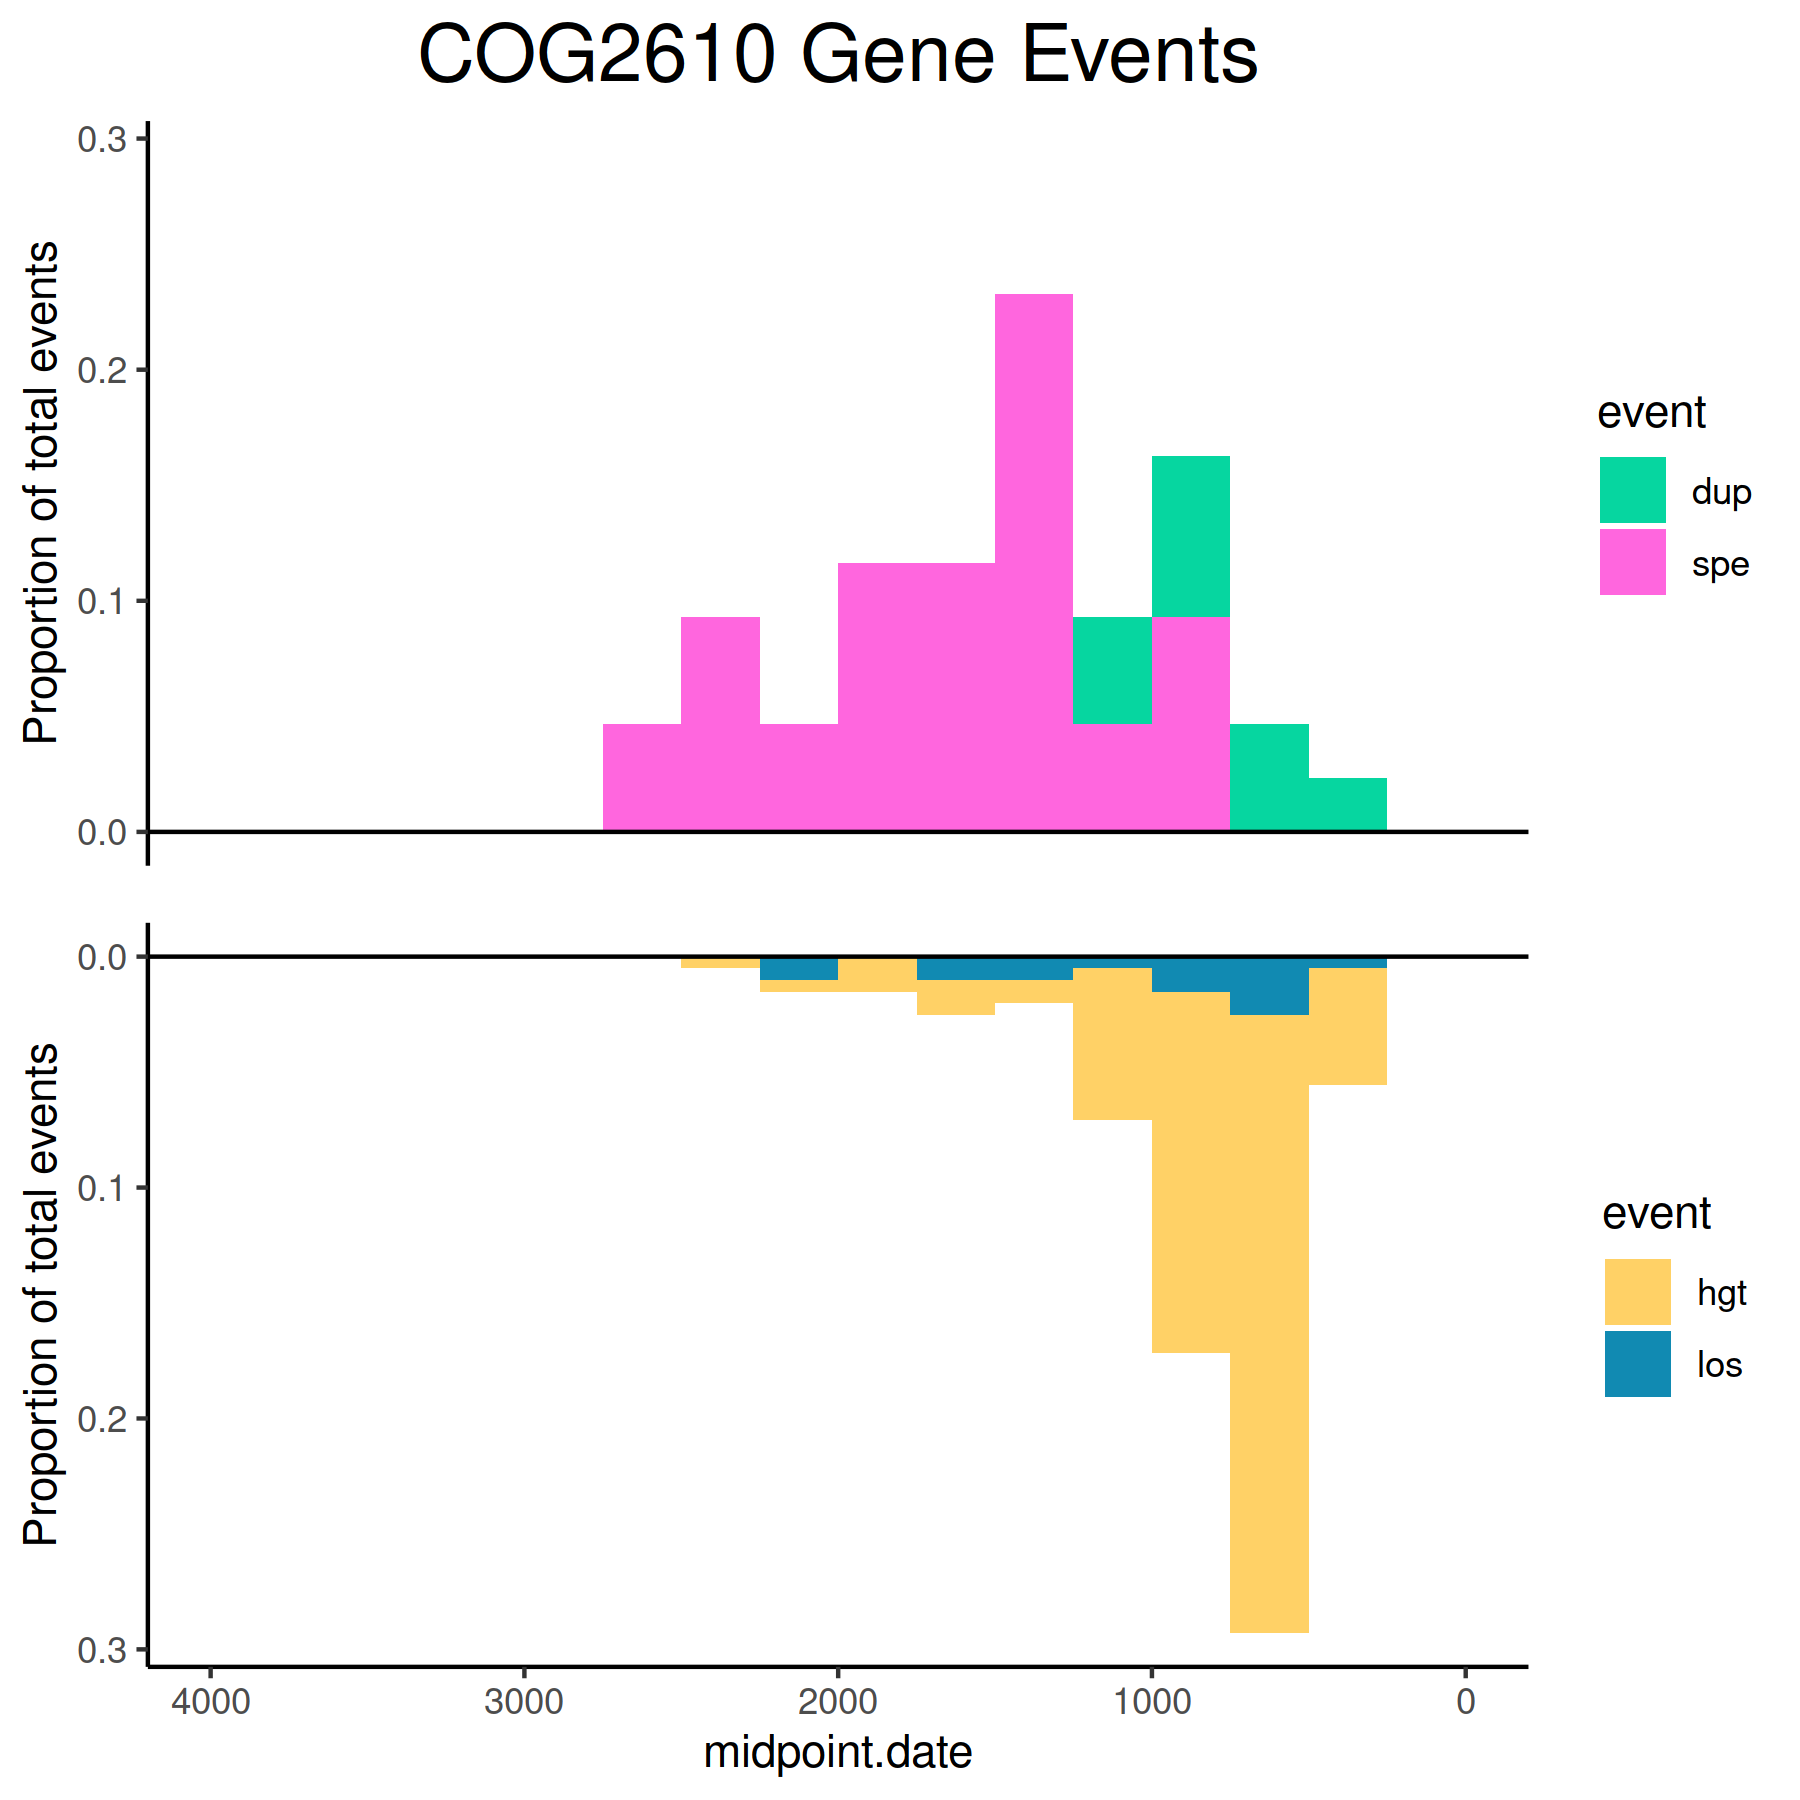 COG2610 Gene Events
0.3
0.2
0.1
0.0
Proportion of total events
event
dup
spe
0.0
0.1
0.2
0.3
Proportion of total events
event
hgt
los
4000 3000 2000 1000 0
midpoint.date